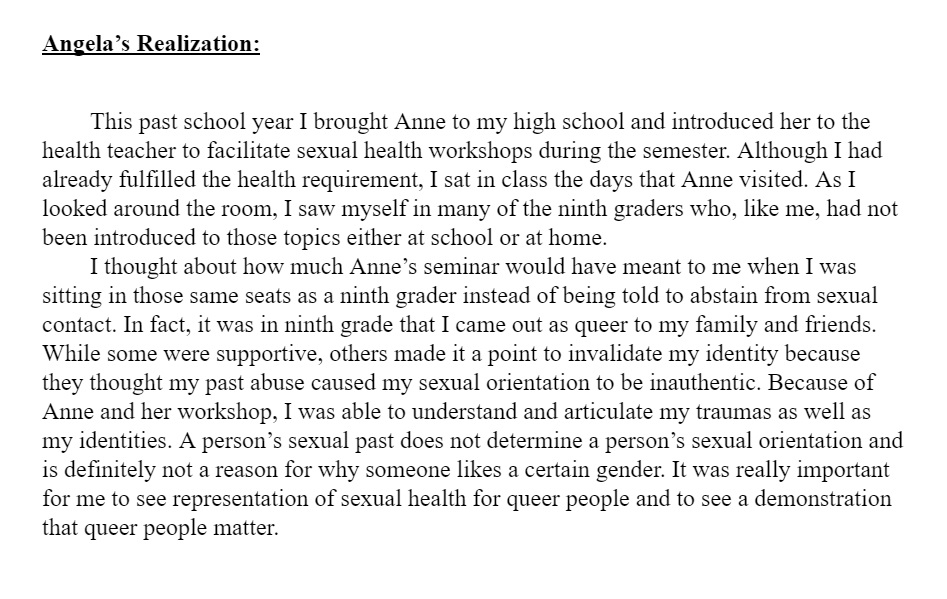 Angela’s Realization:
This past school year I brought Anne to my high school and introduced her to the
health teacher to facilitate sexual health workshops during the semester. Although I had
already fulfilled the health requirement, I sat in class the days that Anne visited. As I
looked around the room, I saw myself in many of the ninth graders who, like me, had not
been introduced to those topics either at school or at home.
I thought about how much Anne’s seminar would have meant to me when I was
sitting in those same seats as a ninth grader instead of being told to abstain from sexual
contact. In fact, it was in ninth grade that I came out as queer to my family and friends.
While some were supportive, others made it a point to invalidate my identity because
they thought my past abuse caused my sexual orientation to be inauthentic. Because of
Anne and her workshop, I was able to understand and articulate my traumas as well as
my identities. A person’s sexual past does not determine a person’s sexual orientation and
is definitely not a reason for why someone likes a certain gender. It was really important
for me to see representation of sexual health for queer people and to see a demonstration
that queer people matter.